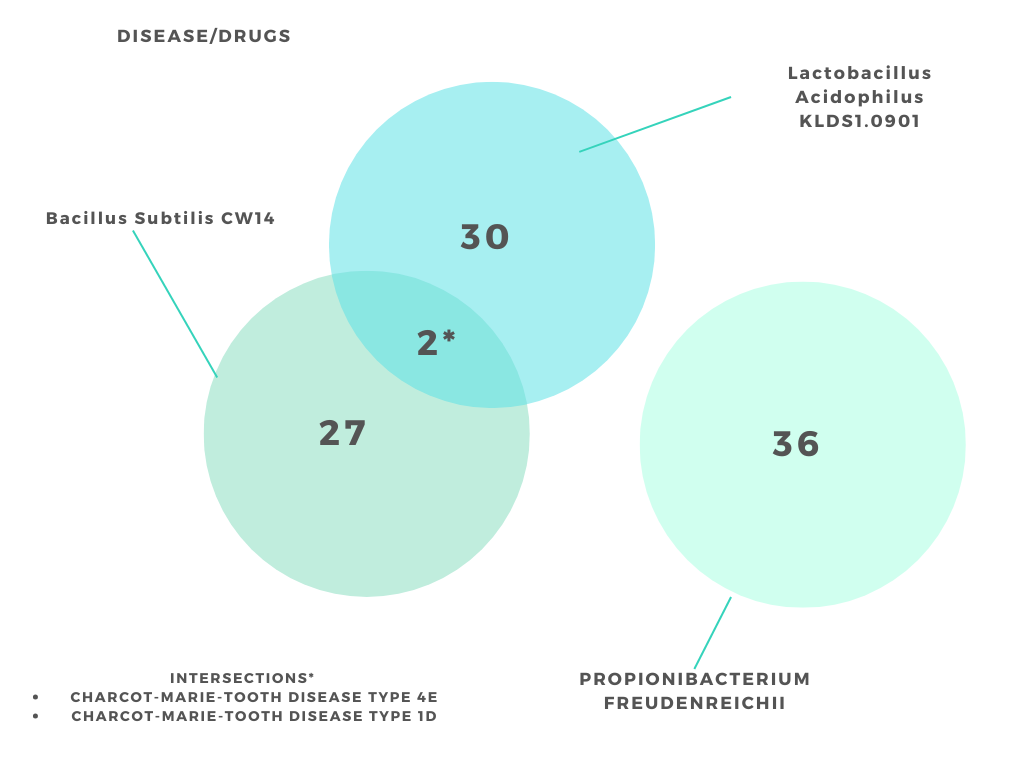 DISEASE/DRUGS
Lactobacillus
Acidophilus
KLDS1.0901
Bacillus Subtilis CW14
30
2*
27
36
INTERSECTIONS*
• CHARCOT-MARIE-TOOTH DISEASE TYPE 4E
• CHARCOT-MARIE-TOOTH DISEASE TYPE 1D
PROPIONIBACTERIUM
FREUDENREICHII